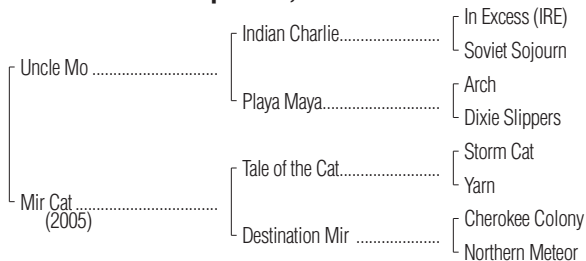 In Excess (IRE)
Indian Charlie....................
Soviet Sojourn
Uncle Mo .........................
Arch
Playa Maya.......................
Dixie Slippers
Storm Cat
Tale of the Cat..................
Yarn
Mir Cat ............................
(2005)
Cherokee Colony
Destination Mir .................
Northern Meteor